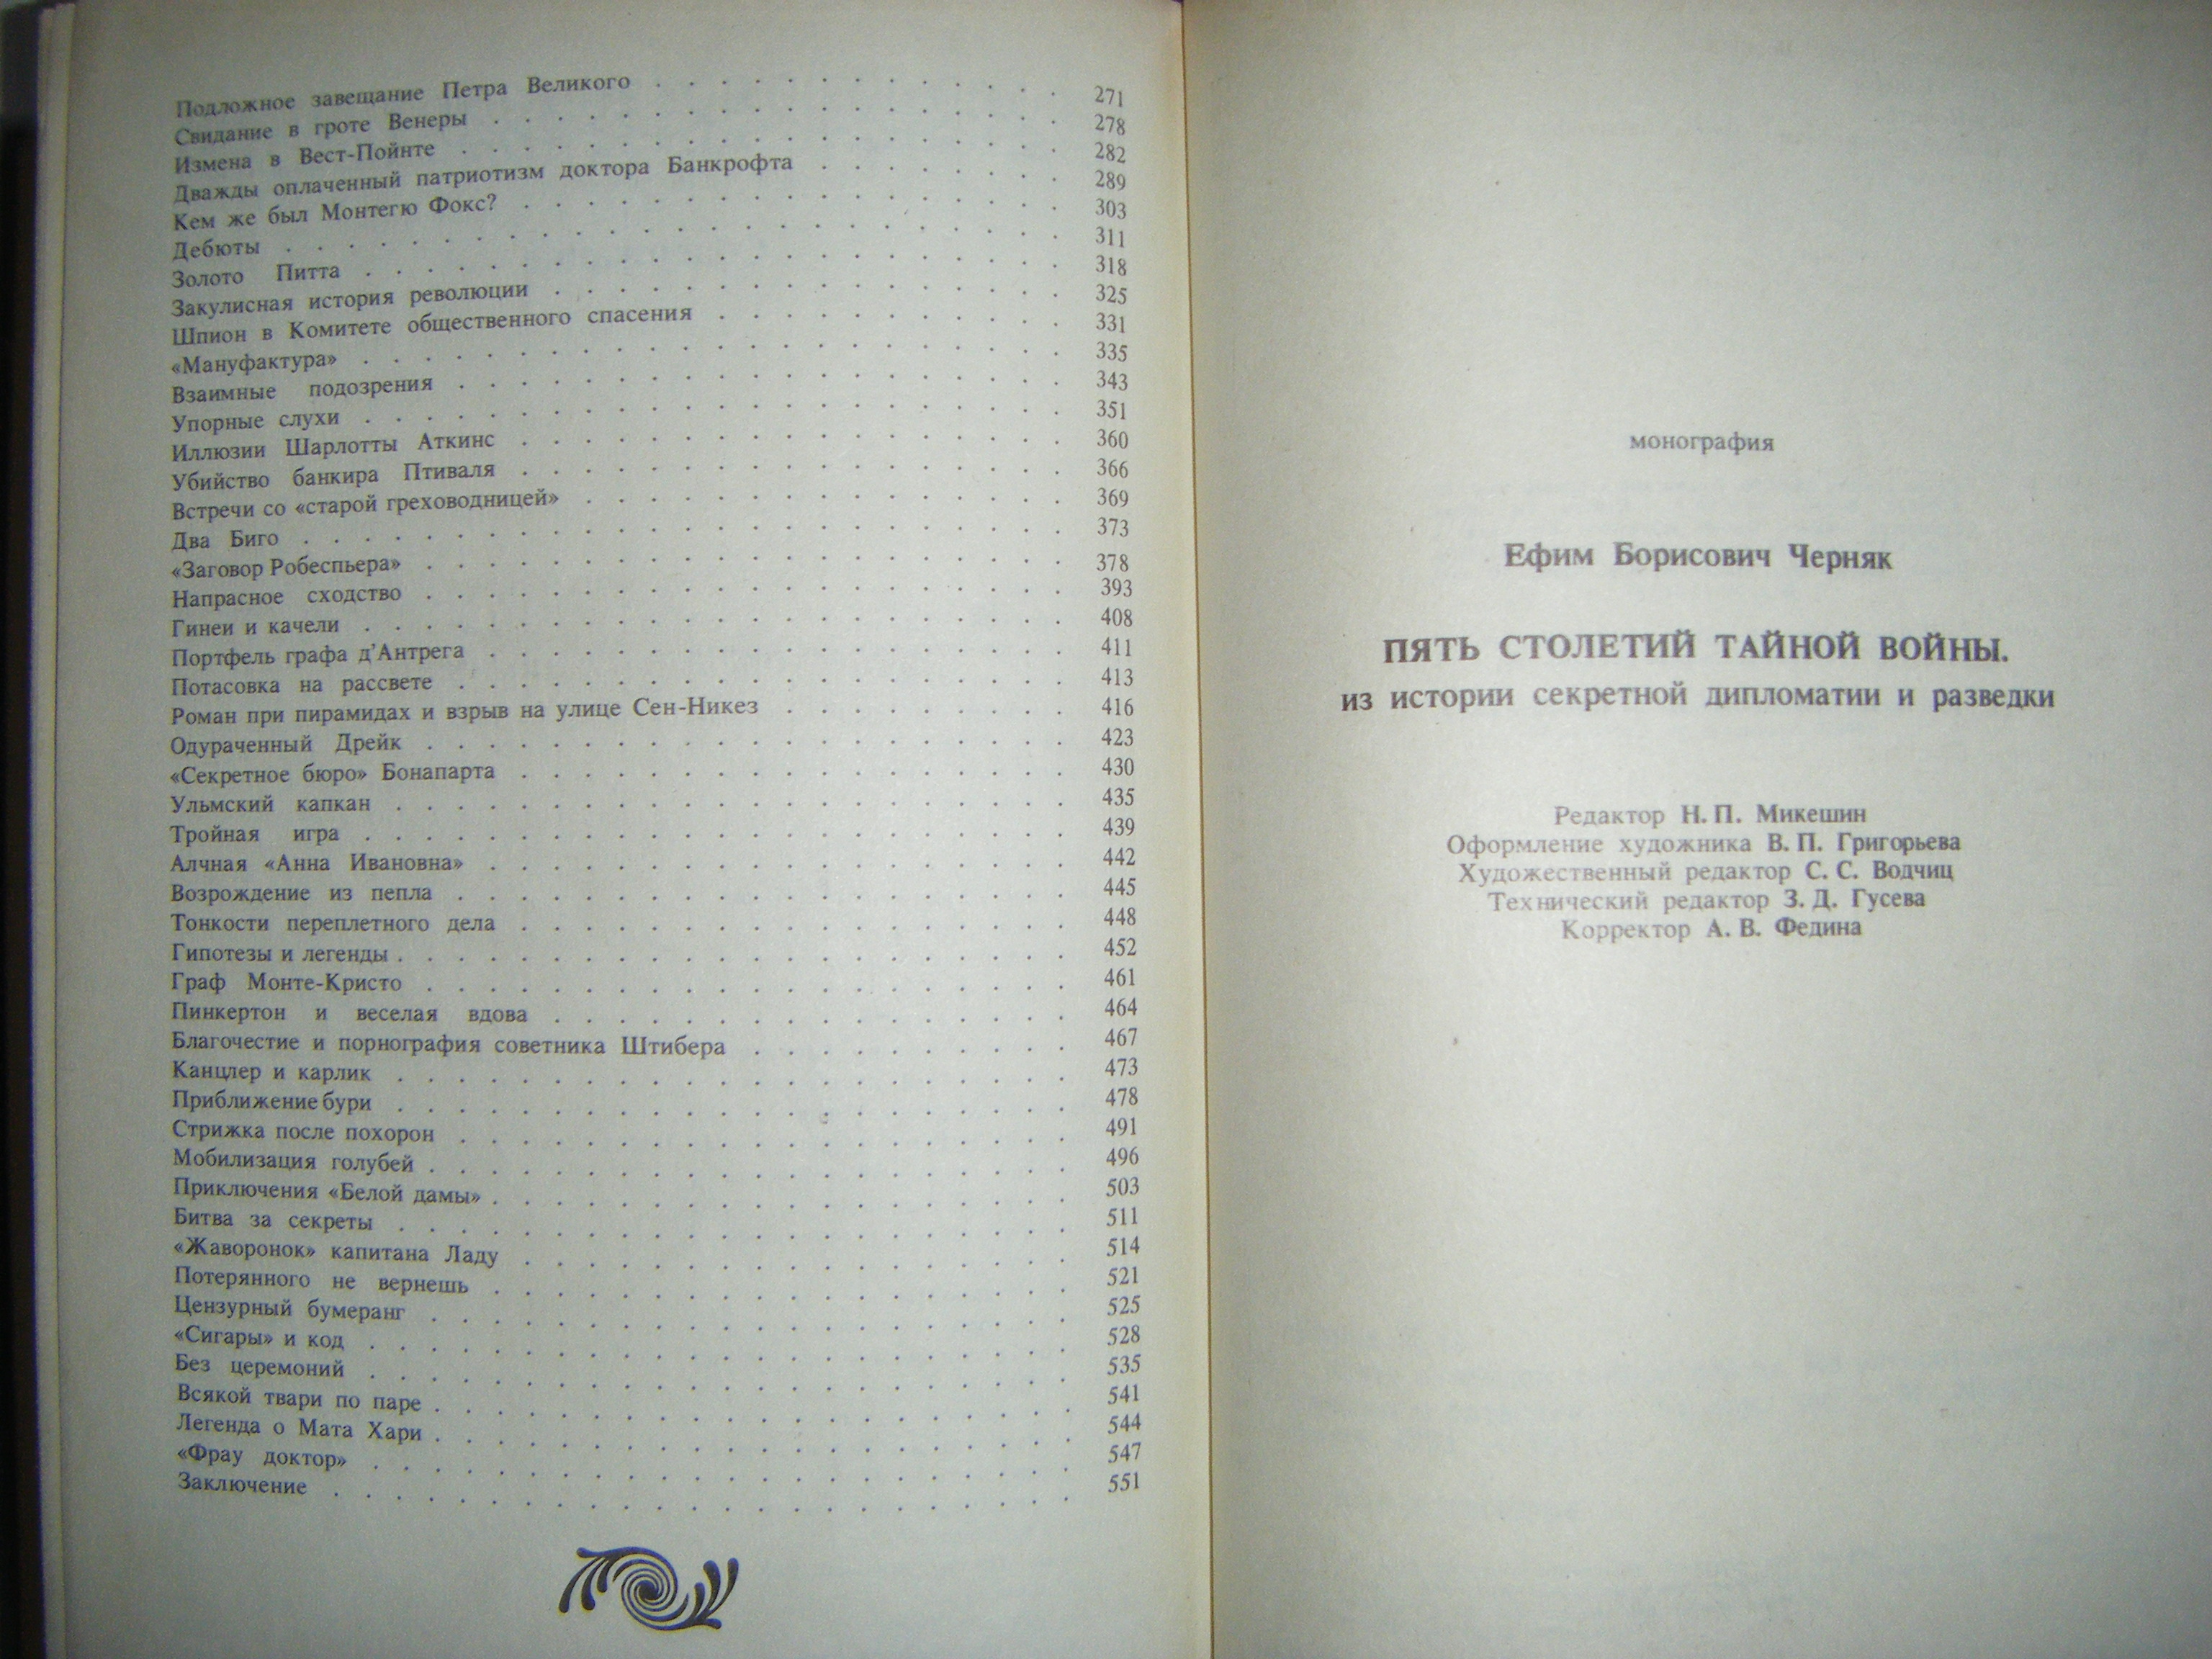 Подложное завещание Петра Великого . . . . . . . . . . . . 271
Свидание в гроте Венеры . . . . . . . . . . . . . . . . . 278
Измена в Вест-Пойнте . . . . . . . . . . . . . . . . . . 282
Дважды оплаченный патриотизм доктора Банкрофта . . . . . . . . 289
Кем же был Монтегю Фокс? . . . . . . . . . . . . . . . . 303
Дебюты . . . . . . . . . . . . . . . . . . . . . . . 311
Золото Питта . . . . . . . . . . . . . . . . . . . . . 318
Закулисная история революции . . . . . . . . . . . . . . . 325
Шпион в Комитете общественного спасения . . . . . . . . . . 331
«Мануфактура» . . . . . . . . . . . . . . . . . . . . . 335
Взаимные подозрения . . . . . . . . . . . . . . . . . . 343
Упорные слухи . . . . . . . . . . . . . . . . . . . . . 351
Иллюзии Шарлотты Аткинс . . . . . . . . . . . . . . . . 360
Убийство банкира Птиваля . . . . . . . . . . . . . . . . 366
Встречи со «старой греховодницей» . . . . . . . . . . . . . . 369
Два Биго . . . . . . . . . . . . . . . . . . . . . . . 373
«Заговор Робеспьера» . . . . . . . . . . . . . . . . . . . 378
Напрасное сходство . . . . . . . . . . . . . . . . . . . 393
Гинеи и качели . . . . . . . . . . . . . . . . . . . . . 408
Портфель графа д'Антрега . . . . . . . . . . . . . . . . . 411
Потасовка на рассвете . . . . . . . . . . . . . . . . . . 413
Роман при пирамидах и взрыв на улице Сен-Никез . . . . . . . . . 416
Одураченный Дрейк . . . . . . . . . . . . . . . . . . . 423
«Секретное бюро» Бонапарта . . . . . . . . . . . . . . . . 430
Ульмский капкан . . . . . . . . . . . . . . . . . . . . 435
Тройная игра . . . . . . . . . . . . . . . . . . . . . 439
Алчная «Анна Ивановна» . . . . . . . . . . . . . . . . . 442
Возрождение из пепла . . . . . . . . . . . . . . . . . . 445
Тонкости переплетного дела . . . . . . . . . . . . . . . . 448
Гипотезы и легенды . . . . . . . . . . . . . . . . . . . . 452
Граф Монте-Кристо . . . . . . . . . . . . . . . . . . . 461
Пинкертон и веселая вдова . . . . . . . . . . . . . . . 464
Благочестие и порнография советника Штибера . . . . . . . . . . 467
Канцлер и карлик . . . . . . . . . . . . . . . . . . . . 473
Приближение бури . . . . . . . . . . . . . . . . . . . . 478
Стрижка после похорон . . . . . . . . . . . . . . . . . . 491
Мобилизация голубей . . . . . . . . . . . . . . . . . . . 496
Приключения «Белой дамы» . . . . . . . . . . . . . . . . . 503
Битва за секреты . . . . . . . . . . . . . . . . . . . . 511
«Жаворонок» капитана Ладу . . . . . . . . . . . . . . . . 514
Потерянного не вернешь . . . . . . . . . . . . . . . . . 521
Цензурный бумеранг . . . . . . . . . . . . . . . . . . . 525
«Сигары» и код . . . . . . . . . . . . . . . . . . . . . 528
Без церемоний . . . . . . . . . . . . . . . . . . . . . 535
Всякой твари по паре . . . . . . . . . . . . . . . . . . . 541
Легенда о Мата Хари . . . . . . . . . . . . . . . . . . . 544
«Фрау доктор» . . . . . . . . . . . . . . . . . . . . . 547
Заключение . . . . . . . . . . . . . . . . . . . . . . 551
монография
Ефим Борисович Черняк
ПЯТЬ СТОЛЕТИЙ ТАЙНОЙ ВОЙНЫ.
из истории секретной дипломатии и разведки
Редактор Н. П. Микешин
Оформление художника В. П. Григорьева
Художественный редактор С. С. Водчиц
Технический редактор З. Д. Гусева
Корректор А. В. Федина